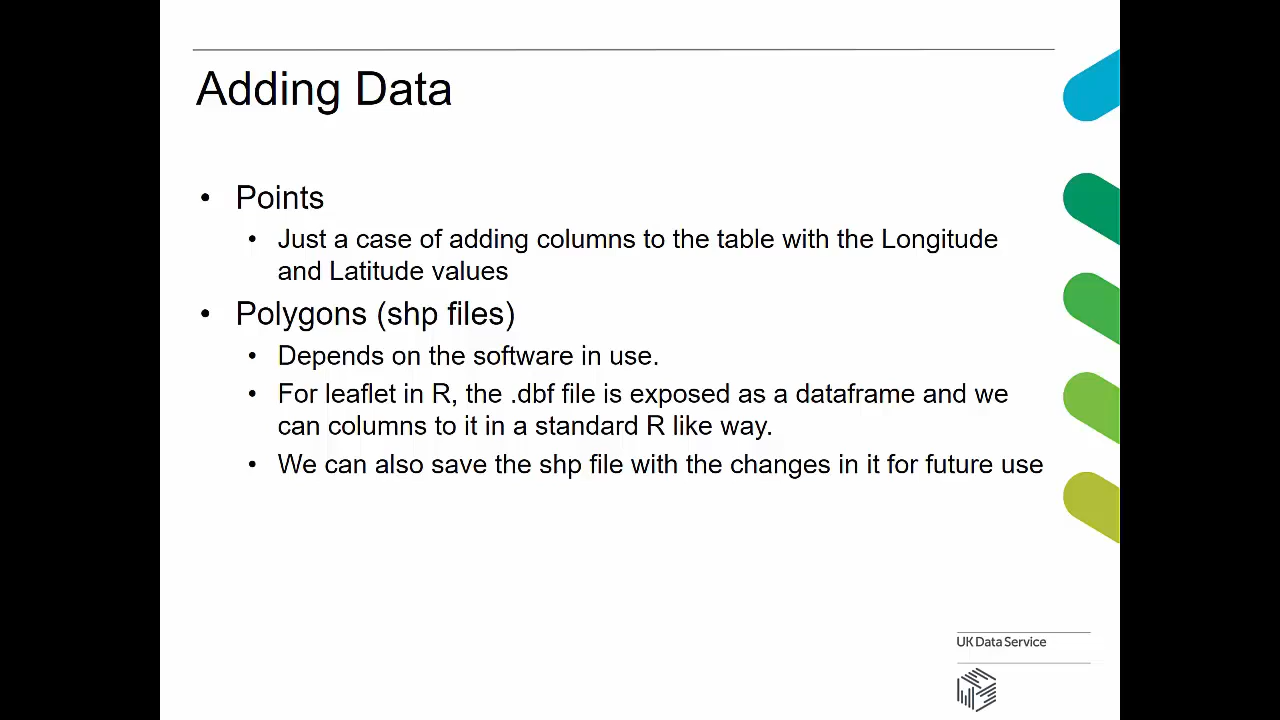 Adding Data
• Points
• Just a case of adding columns to the table with the Longitude
and Latitude values
• Polygons (shp files)
• Depends on the software in use.
• For leaflet in R, the .dbf file is exposed as a dataframe and we
can columns to it in a standard R like way.
• We can also save the shp file with the changes in it for future use
UK Data Service